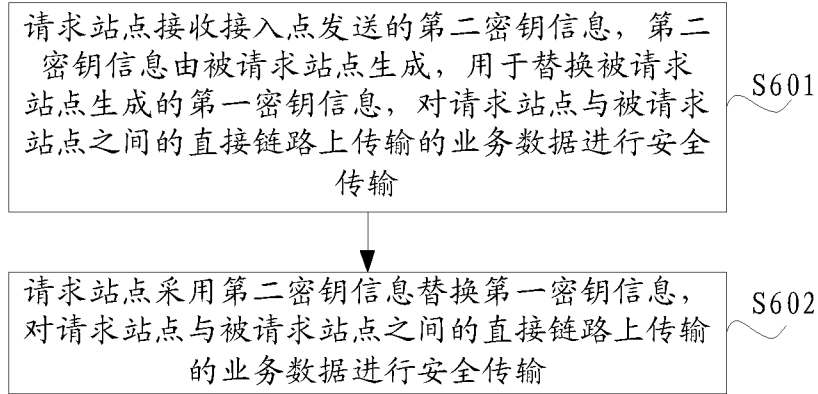 请求站点接收接入点发送的第二密钥信息，第二
密钥信息由被请求站点生成，用于替换被请求
站点生成的第一密钥信息，对请求站点与被请求
站点之间的直接链路上传输的业务数据进行安全
传输
S601
请求站点采用第二密钥信息替换第一密钥信息，
对请求站点与被请求站点之间的直接链路上传输
的业务数据进行安全传输
S602